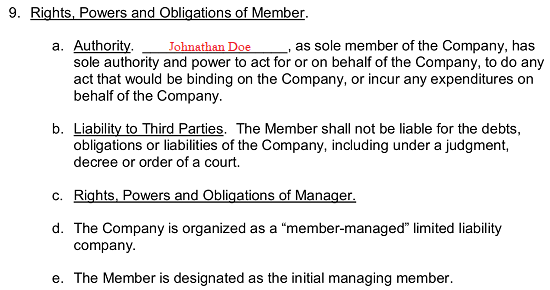 9. Rights, Powers and Obligations of Member.
a. Authority. ____Johnathan Doe_____, as sole member of the Company, has
sole authority and power to act for or on behalf of the Company, to do any
act that would be binding on the Company, or incur any expenditures on
behalf of the Company.
b. Liability to Third Parties. The Member shall not be liable for the debts,
obligations or liabilities of the Company, including under a judgment,
decree or order of a court.
c. Rights, Powers and Obligations of Manager.
d. The Company is organized as a “member-managed” limited liability
company.
e. The Member is designated as the initial managing member.